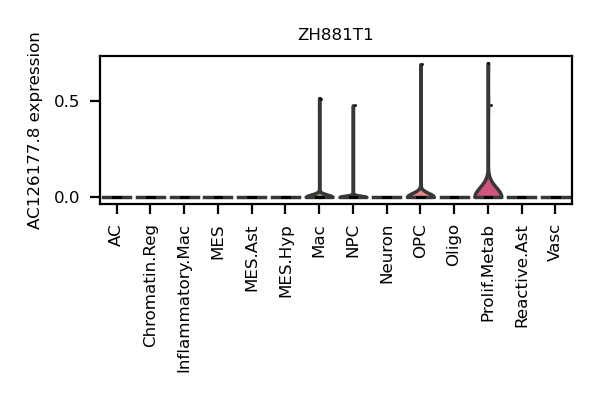 ZH881T1
AC126177.8 expression
0.5
0.0
AC
Chromatin.Reg
Inflammatory.Mac
MES
MES.Ast
MES.Hyp
Mac
NPC
Neuron
OPC
Oligo
Prolif.Metab
Reactive.Ast
Vasc